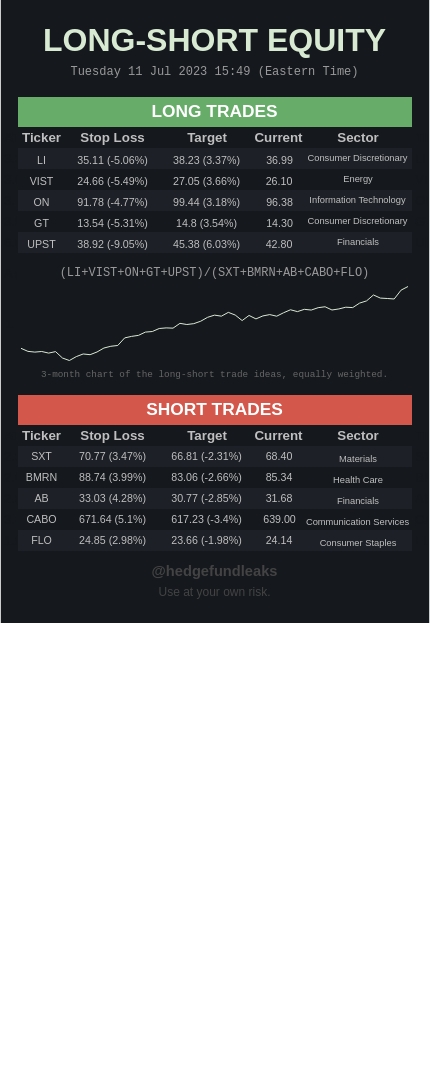 LONG-SHORT EQUITY
Tuesday 11 Jul 2023 15:49 (Eastern Time)
LONG TRADES
Ticker Stop Loss Target Current Sector
LI 35.11 (-5.06%) 38.23 (3.37%) 36.99 Consumer Discretionary
VIST 24.66 (-5.49%) 27.05 (3.66%) 26.10 Energy
ON 91.78 (-4.77%) 99.44 (3.18%) 96.38 Information Technology
GT 13.54 (-5.31%) 14.8 (3.54%) 14.30 Consumer Discretionary
UPST 38.92 (-9.05%) 45.38 (6.03%) 42.80 Financials
(LI+VIST+ON+GT+UPST)/(SXT+BMRN+AB+CABO+FLO)
3-month chart of the long-short trade ideas, equally weighted.
SHORT TRADES
Ticker Stop Loss Target Current Sector
SXT 70.77 (3.47%) 66.81 (-2.31%) 68.40 Materials
BMRN 88.74 (3.99%) 83.06 (-2.66%) 85.34 Health Care
AB 33.03 (4.28%) 30.77 (-2.85%) 31.68 Financials
CABO 671.64 (5.1%) 617.23 (-3.4%) 639.00 Communication Services
FLO 24.85 (2.98%) 23.66 (-1.98%) 24.14 Consumer Staples
@hedgefundleaks
Use at your own risk.